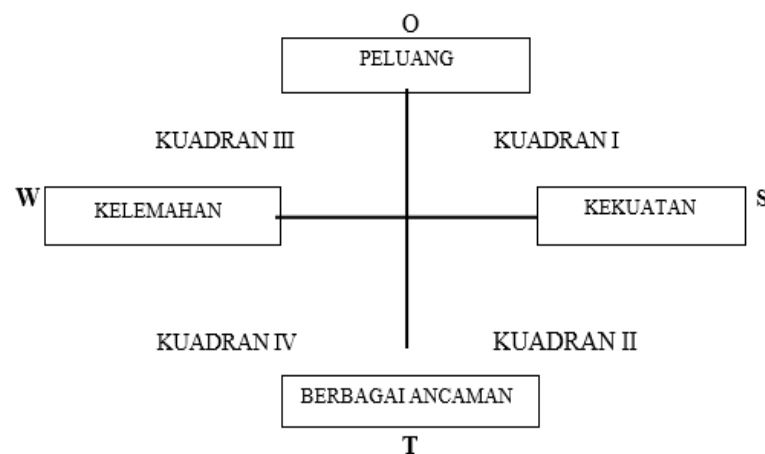 O
PELUANG
KUADRAN III
KUADRAN I
W
KELEMAHAN
KEKUATAN
S
KUADRAN IV
KUADRAN II
BERBAGAI ANCAMAN
T